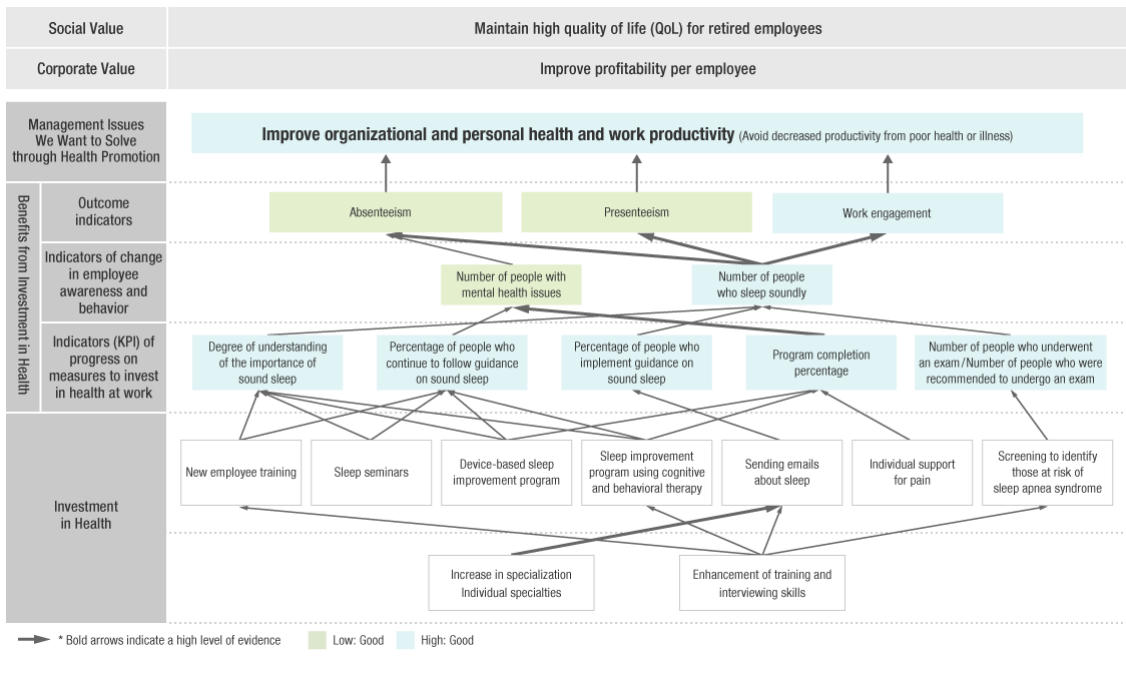 Social Value
Maintain high quality of life (QoL) for retired employees
Corporate Value
Improve profitability per employee
Management Issues
We Want to Solve
through Health Promotion
Improve organizational and personal health and work productivity (Avoid decreased productivity from poor health or illness)
Benefits from Investment in Health
Outcome
indicators
Absenteeism
Presenteeism
Work engagement
Indicators of change
in employee
awareness and
behavior
Number of people with
mental health issues
Number of people
who sleep soundly
Indicators (KPI) of
progress on
measures to invest
in health at work
Degree of understanding
of the importance of
sound sleep
Percentage of people who
continue to follow guidance
on sound sleep
Percentage of people who
implement guidance on
sound sleep
Program completion
percentage
Number of people who underwent
an exam/Number of people who were
recommended to undergo an exam
Investment
in Health
New employee training
Sleep seminars
Device-based sleep
improvement program
Sleep improvement
program using cognitive
and behavioral therapy
Sending emails
about sleep
Individual support
for pain
Screening to identify
those at risk of
sleep apnea syndrome
Increase in specialization
Individual specialties
Enhancement of training and
interviewing skills
* Bold arrows indicate a high level of evidence
Low: Good
High: Good